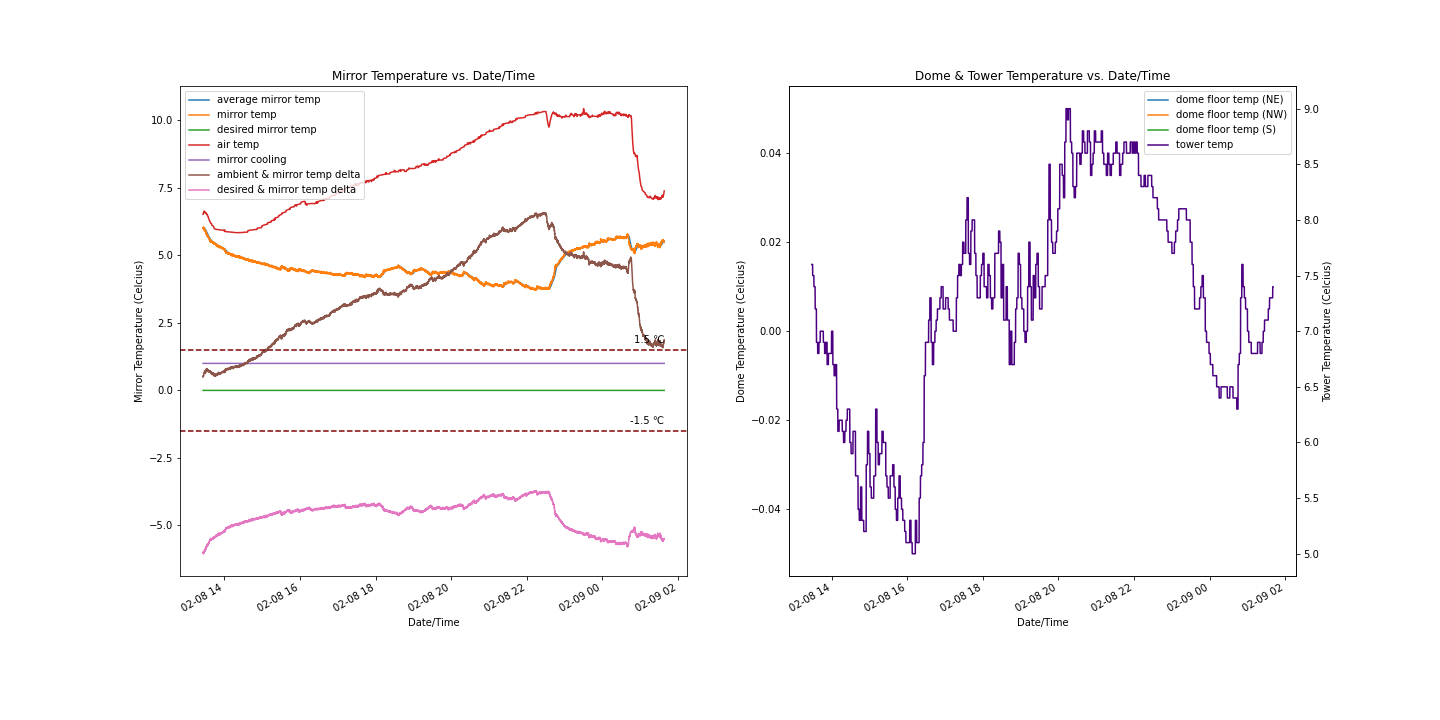 Mirror Temperature vs. Date/Time
average mirror temp
mirror temp
desired mirror temp
air temp
mirror cooling
ambient & mirror temp delta
desired & mirror temp delta
Mirror Temperature (Celcius)
10.0
7.5
5.0
2.5
0.0
−2.5
−5.0
1.5 °C
-1.5 °C
02-08 14
02-08 16
02-08 18
02-08 20
02-08 22
02-09 00
02-09 02
Date/Time
Dome & Tower Temperature vs. Date/Time
dome floor temp (NE)
dome floor temp (NW)
dome floor temp (S)
tower temp
Dome Temperature (Celcius)
0.04
0.02
0.00
−0.02
−0.04
9.0
8.5
8.0
7.5
7.0
6.5
6.0
5.5
5.0
Tower Temperature (Celcius)
02-08 14
02-08 16
02-08 18
02-08 20
02-08 22
02-09 00
02-09 02
Date/Time